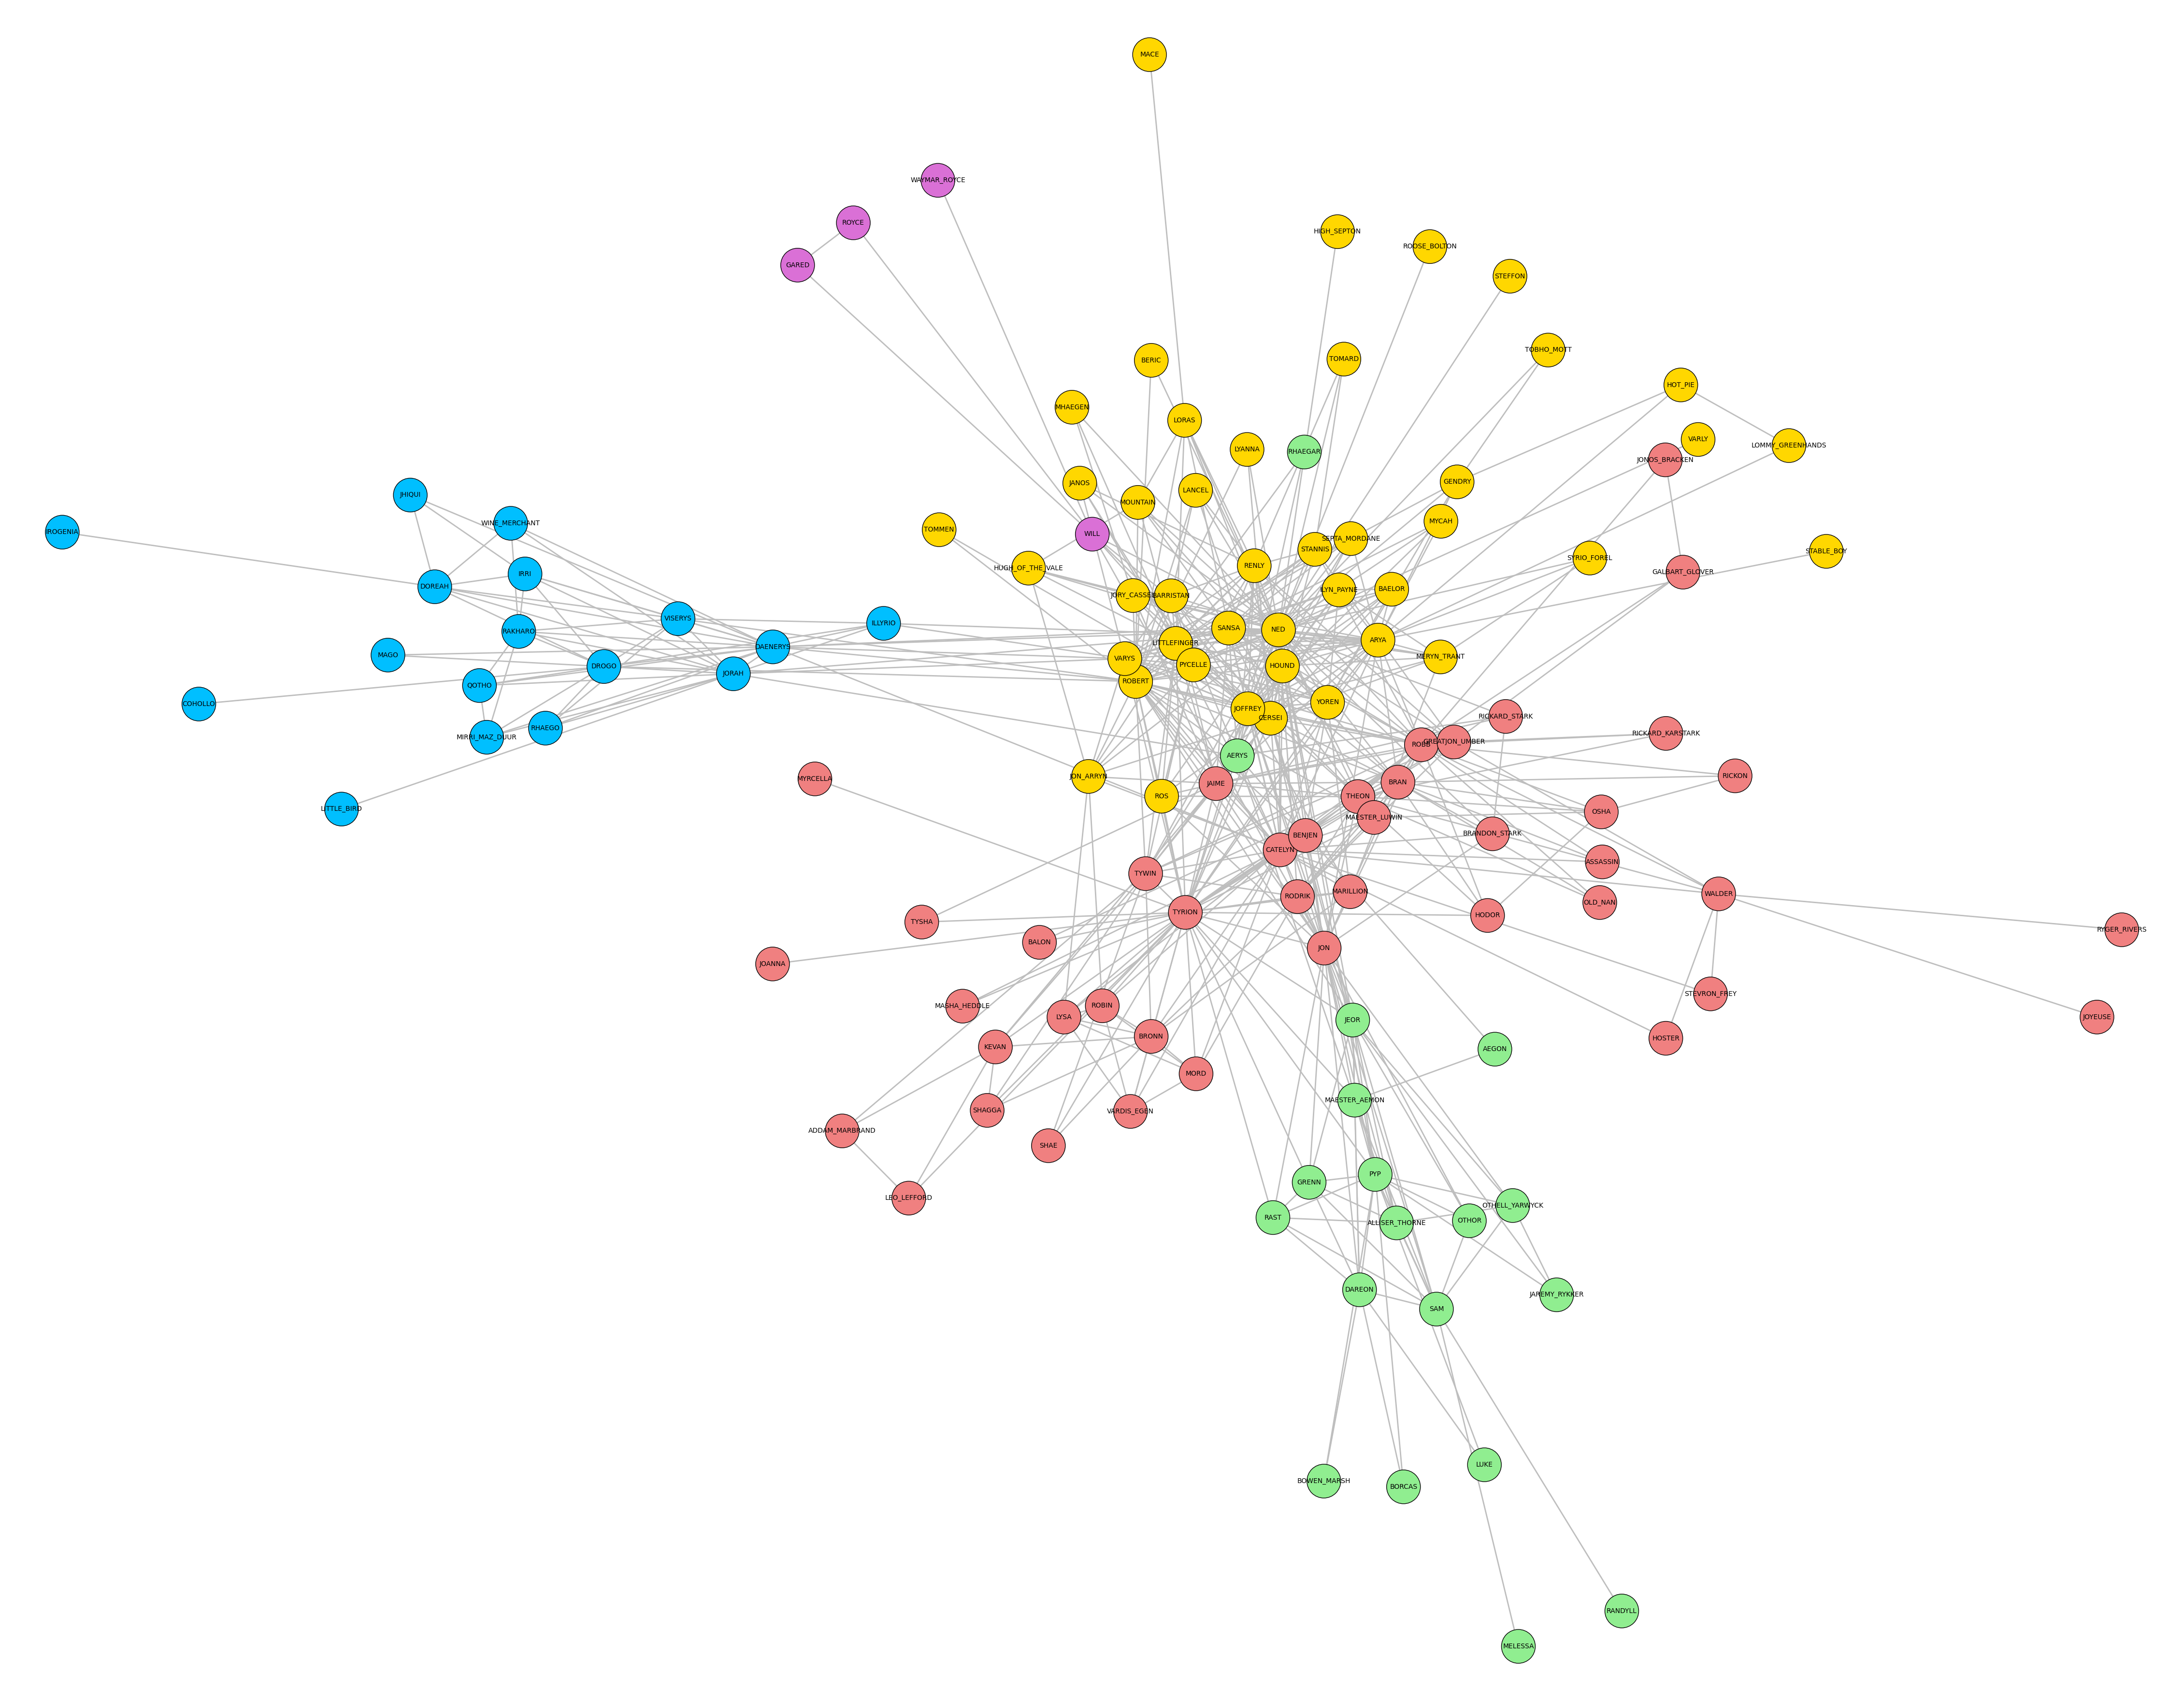 MACE
WAYMAR_ROYCE
ROYCE
HIGH_SEPTON
ROOSE_BOLTON
GARED
STEFFON
TOBHO_MOTT
TOMARD
BERIC
HOT_PIE
MHAEGEN
LORAS
VARLY
LOMMY_GREENHANDS
LYANNA
RHAEGAR
JONOS_BRACKEN
JANOS
GENDRY
LANCEL
JHIQUI
MOUNTAIN
MYCAH
WINE_MERCHANT
TOMMEN
IROGENIA
WILL
SEPTA_MORDANE
STANNIS
STABLE_BOY
SYRIO_FOREL
RENLY
HUGH_OF_THE_VALE
GALBART_GLOVER
IRRI
DOREAH
BAELOR
ILYN_PAYNE
JORY_CASSEL
BARRISTAN
VISERYS
ILLYRIO
SANSA
NED
RAKHARO
ARYA
LITTLEFINGER
DAENERYS
MAGO
MERYN_TRANT
VARYS
PYCELLE
HOUND
DROGO
JORAH
ROBERT
QOTHO
COHOLLO
YOREN
JOFFREY
CERSEI
RICKARD_STARK
RHAEGO
RICKARD_KARSTARK
MIRRI_MAZ_DUUR
GREATJON_UMBER
ROBB
AERYS
RICKON
JON_ARRYN
MYRCELLA
BRAN
JAIME
ROS
THEON
LITTLE_BIRD
OSHA
MAESTER_LUWIN
BRANDON_STARK
BENJEN
CATELYN
ASSASSIN
TYWIN
MARILLION
WALDER
RODRIK
OLD_NAN
TYRION
HODOR
TYSHA
RYGER_RIVERS
BALON
JON
JOANNA
STEVRON_FREY
MASHA_HEDDLE
ROBIN
LYSA
JOYEUSE
JEOR
BRONN
HOSTER
KEVAN
AEGON
MORD
MAESTER_AEMON
SHAGGA
VARDIS_EGEN
ADDAM_MARBRAND
SHAE
PYP
GRENN
LEO_LEFFORD
OTHELL_YARWYCK
RAST
OTHOR
ALLISER_THORNE
DAREON
JAREMY_RYKKER
SAM
LUKE
BOWEN_MARSH
BORCAS
RANDYLL
MELESSA